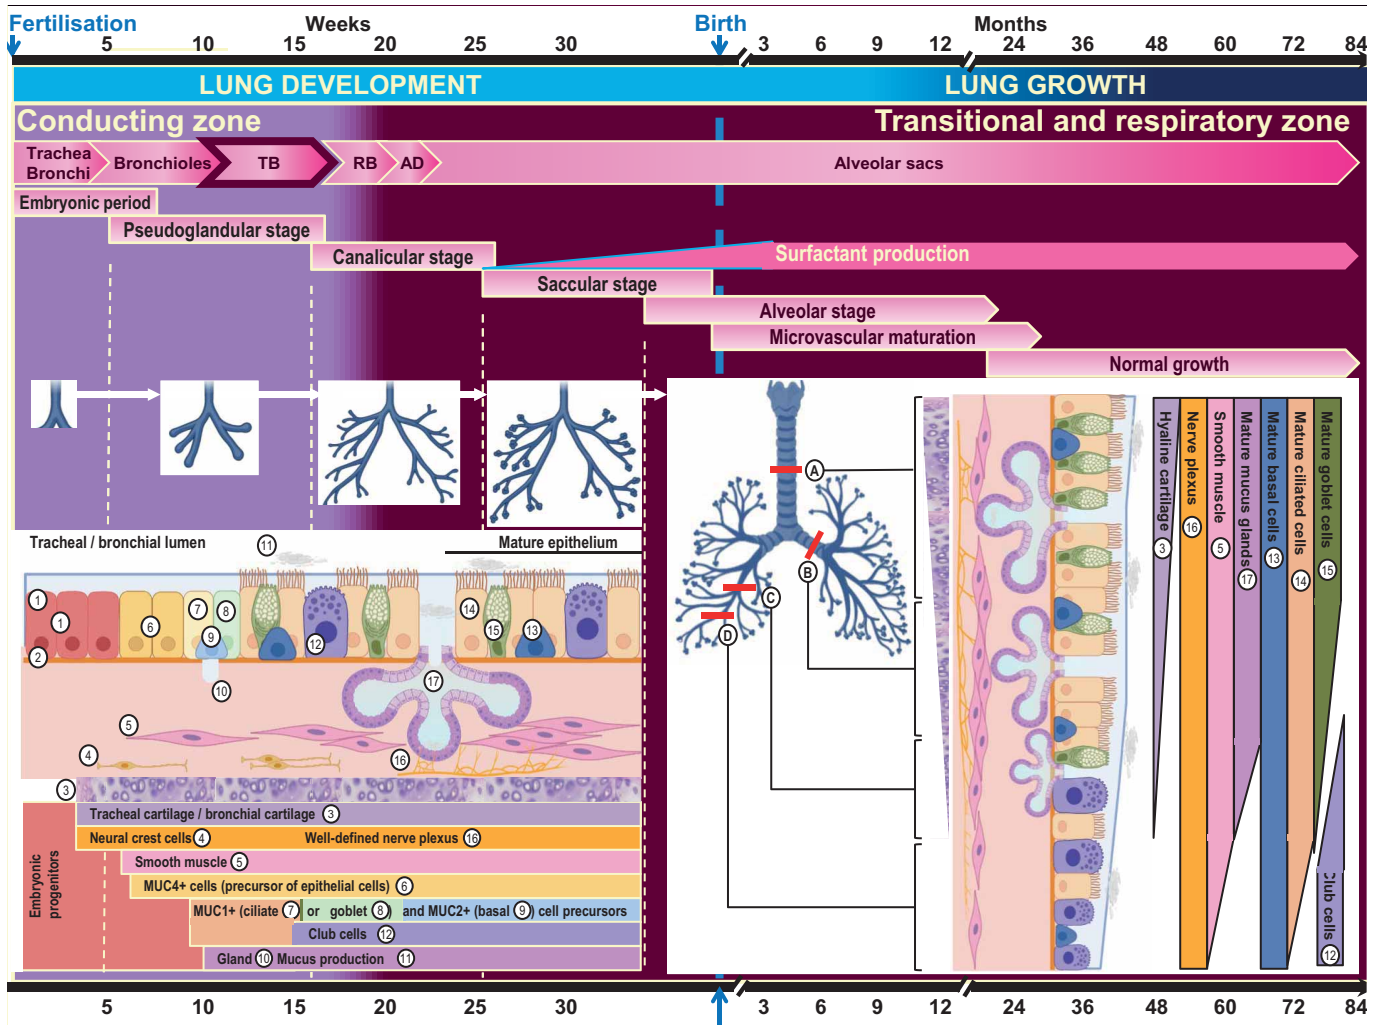 Fertilisation Weeks Birth Months
5 10 15 20 25 30 3 6 9 12 24 36 48 60 72 84
LUNG DEVELOPMENT LUNG GROWTH
Conducting zone Transitional and respiratory zone
Trachea
Bronchi
Bronchioles TB RB AD Alveolar sacs
Embryonic period
Pseudoglandular stage
Canalicular stage Surfactant production
Saccular stage
Alveolar stage
Microvascular maturation
Normal growth
Tracheal / bronchial lumen 11 Mature epithelium
1
1
2
6
7
8
9
10
12
14
15
13
17
5
4
16
3
Tracheal cartilage / bronchial cartilage 3
Neural crest cells 4 Well-defined nerve plexus 16
Smooth muscle 5
MUC4+ cells (precursor of epithelial cells) 6
MUC1+ (ciliate 7 or goblet 8) and MUC2+ (basal 9) cell precursors
Club cells 12
Gland 10 Mucus production 11
Embryonic
progenitors
A
B
C
D
Hyaline cartilage 3
Nerve plexus 16
Smooth muscle 5
Mature mucus glands 17
Mature basal cells 13
Mature ciliated cells 14
Mature goblet cells 15
Club cells 12
5 10 15 20 25 30 3 6 9 12 24 36 48 60 72 84